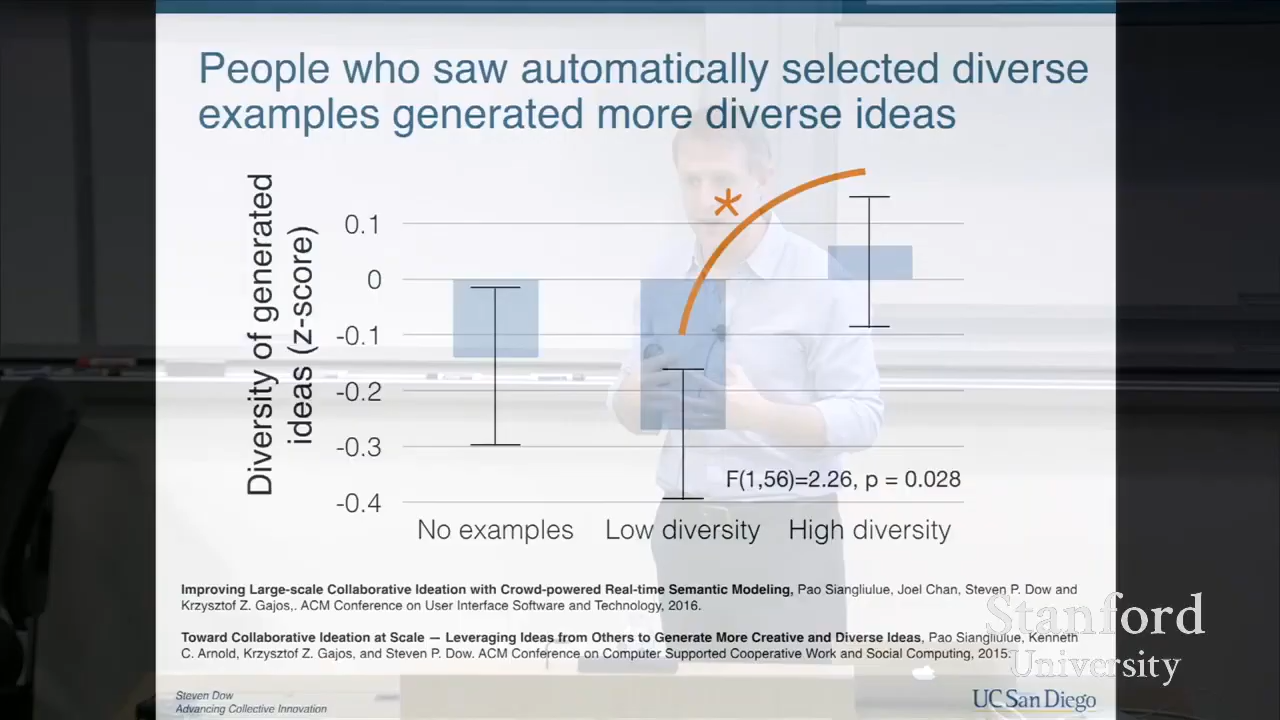 People who saw automatically selected diverse
examples generated more diverse ideas
Diversity of generated
ideas (z-score)
0.1
0
-0.1
-0.2
-0.3
-0.4
*
F(1,56)=2.26, p = 0.028
No examples Low diversity High diversity
Improving Large-scale Collaborative Ideation with Crowd-powered Real-time Semantic Modeling, Pao Siangliulue, Joel Chan, Steven P. Dow and
Krzysztof Z. Gajos,. ACM Conference on User Interface Software and Technology, 2016.
Toward Collaborative Ideation at Scale — Leveraging Ideas from Others to Generate More Creative and Diverse Ideas, Pao Siangliulue, Kenneth
C. Arnold, Krzysztof Z. Gajos, and Steven P. Dow. ACM Conference on Computer Supported Cooperative Work and Social Computing, 2015.
Stanford
University
Steven Dow
Advancing Collective Innovation
UC San Diego